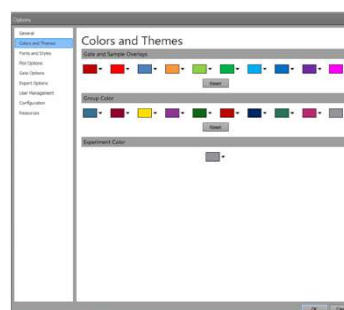 Options
General
Colors and Themes
Fonts and Styles
Plot Options
Gate Options
Export Options
User Management
Configuration
Resources
Colors and Themes
Gate and Sample Overlays
Reset
Group Color
Reset
Experiment Color
OK